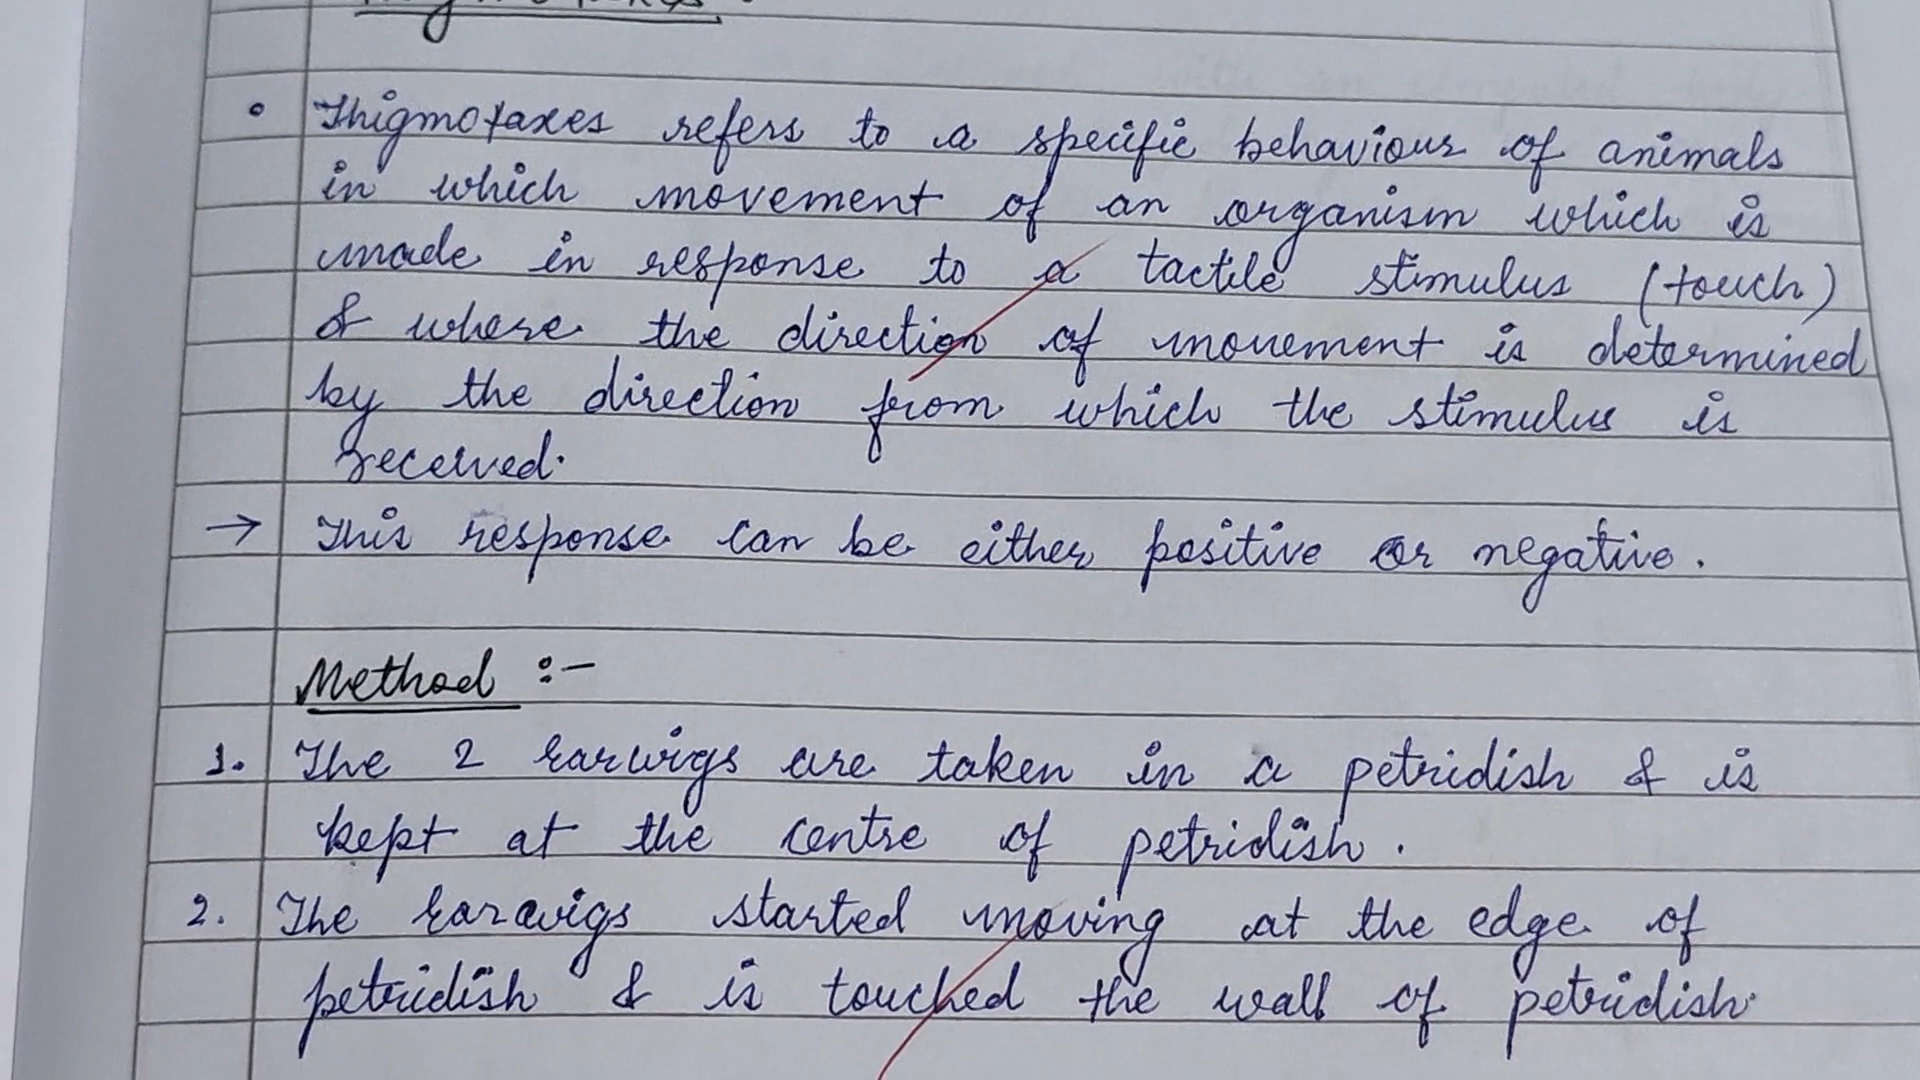 • Thigmotaxes refers to a specific behaviour of animals
in which movement of an organism which is
made in response to a tactile stimulus (touch)
& where the direction of movement is determined
by the direction from which the stimulus is
received.
→ This response can be either positive or negative.
Method :-
1. The 2 Earwigs are taken in a petridish & is
kept at the centre of petridish.
2. The Earwigs started moving at the edge of
petridish & is touched the wall of petridish.